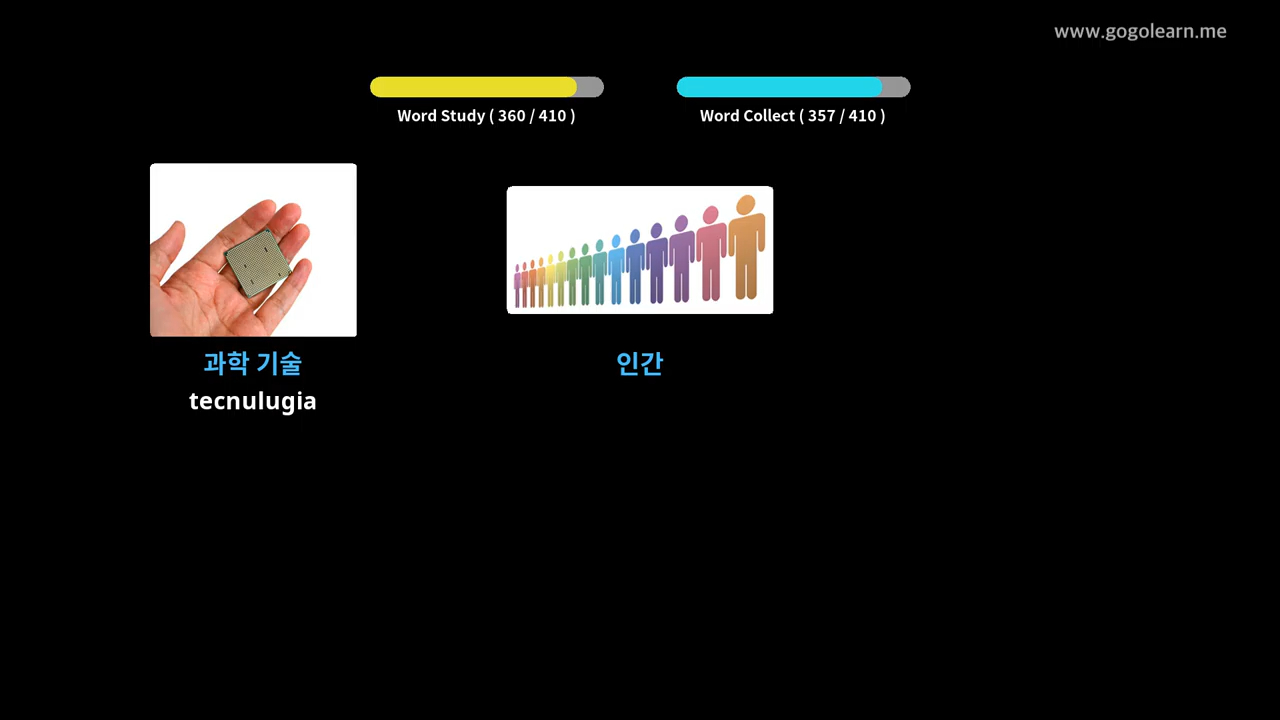 www.gogolearn.me
Word Study ( 360 / 410 )
Word Collect ( 357 / 410 )
과학 기술
tecnulugia
인간